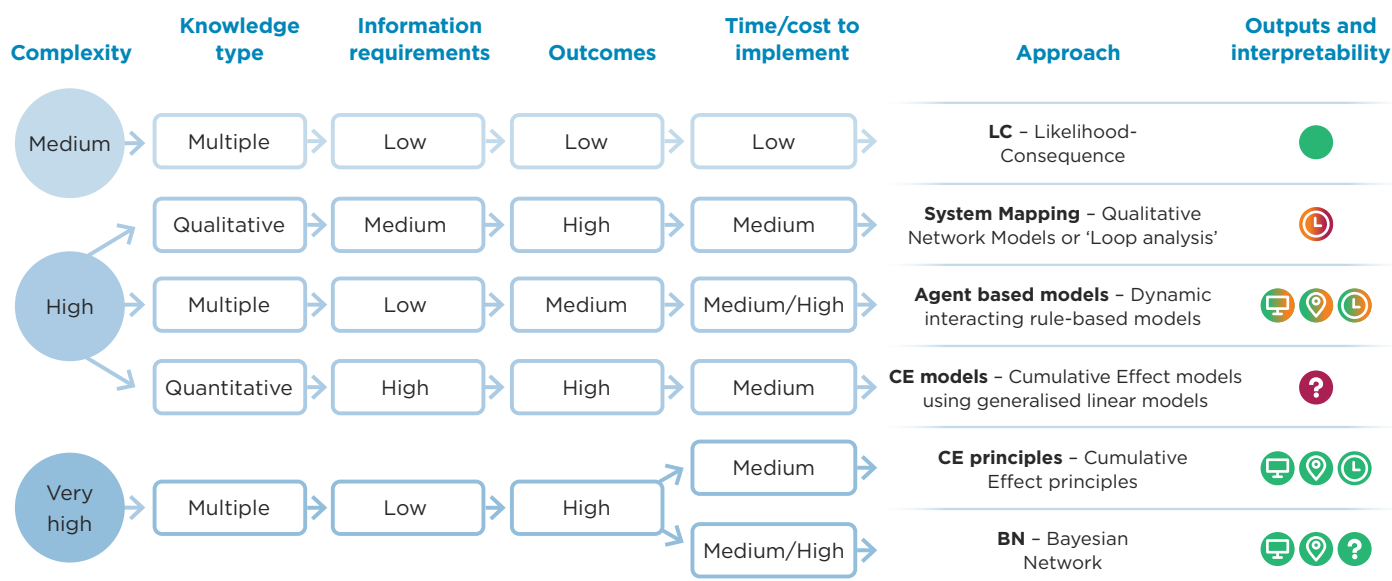 Complexity
Knowledge
type
Information
requirements
Outcomes
Time/cost to
implement
Approach
Outputs and
interpretability
Medium
Multiple
Low
Low
Low
LC – Likelihood-
Consequence
High
Qualitative
Medium
High
Medium
System Mapping – Qualitative
Network Models or ‘Loop analysis’
Multiple
Low
Medium
Medium/High
Agent based models – Dynamic
interacting rule-based models
Quantitative
High
High
Medium
CE models – Cumulative Effect models
using generalised linear models
?
Very
high
Multiple
Low
High
Medium
CE principles – Cumulative
Effect principles
Medium/High
BN – Bayesian
Network
?